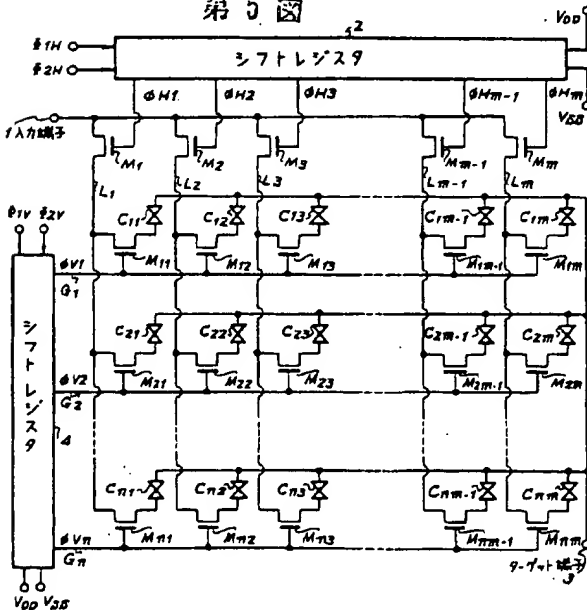 第5図
2
VDD
Φ1H
Φ2H
シフトレジスタ
φH1
φH2
φH3
φHm-1
φHm
VSS
1入力端子
M1
M2
M3
Mm-1
Mm
L1
L2
L3
Lm-1
Lm
Φ1V
Φ2V
C11
C12
C13
C1m-1
C1m
φV1
G1
M11
M12
M13
M1m-1
M1m
シフトレジスタ
4
C21
C22
C23
C2m-1
C2m
φV2
G2
M21
M22
M23
M2m-1
M2m
Cn1
Cn2
Cn3
Cnm-1
Cnm
φVn
Gn
Mn1
Mn2
Mn3
Mnm-1
Mnm
ターゲット端子
3
VDD
VSS